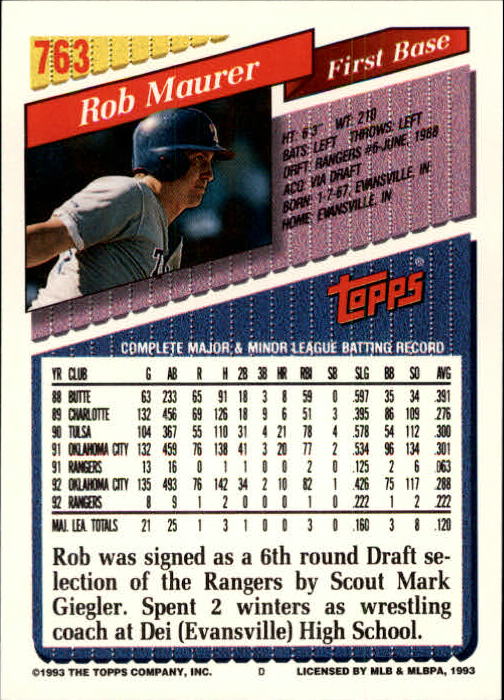 763
Rob Maurer
First Base
HT: 6'3" WT: 210
BATS: LEFT THROWS: LEFT
DRFT: RANGERS #6-JUNE, 1988
ACQ: VIA DRAFT
BORN: 1-7-67, EVANSVILLE, IN
HOME: EVANSVILLE, IN
TOPPS®
COMPLETE MAJOR & MINOR LEAGUE BATTING RECORD
YR CLUB G AB R H 2B 3B HR RBI SB SLG BB SO AVG
88 BUTTE 63 233 65 91 18 3 8 59 0 .597 35 34 .391
89 CHARLOTTE 132 456 69 126 18 9 6 51 3 .395 86 109 .276
90 TULSA 104 367 55 110 31 4 21 78 4 .578 54 112 .300
91 OKLAHOMA CITY 132 459 76 138 41 3 20 77 2 .534 96 134 .301
91 RANGERS 13 16 0 1 1 0 0 2 0 .125 2 6 .063
92 OKLAHOMA CITY 135 493 76 142 34 2 10 82 1 .426 75 117 .288
92 RANGERS 8 9 1 2 0 0 0 1 0 .222 1 2 .222
MAJ. LEA. TOTALS 21 25 1 3 1 0 0 3 0 .160 3 8 .120
Rob was signed as a 6th round Draft se-
lection of the Rangers by Scout Mark
Giegler. Spent 2 winters as wrestling
coach at Dei (Evansville) High School.
©1993 THE TOPPS COMPANY, INC. D LICENSED BY MLB & MLBPA, 1993